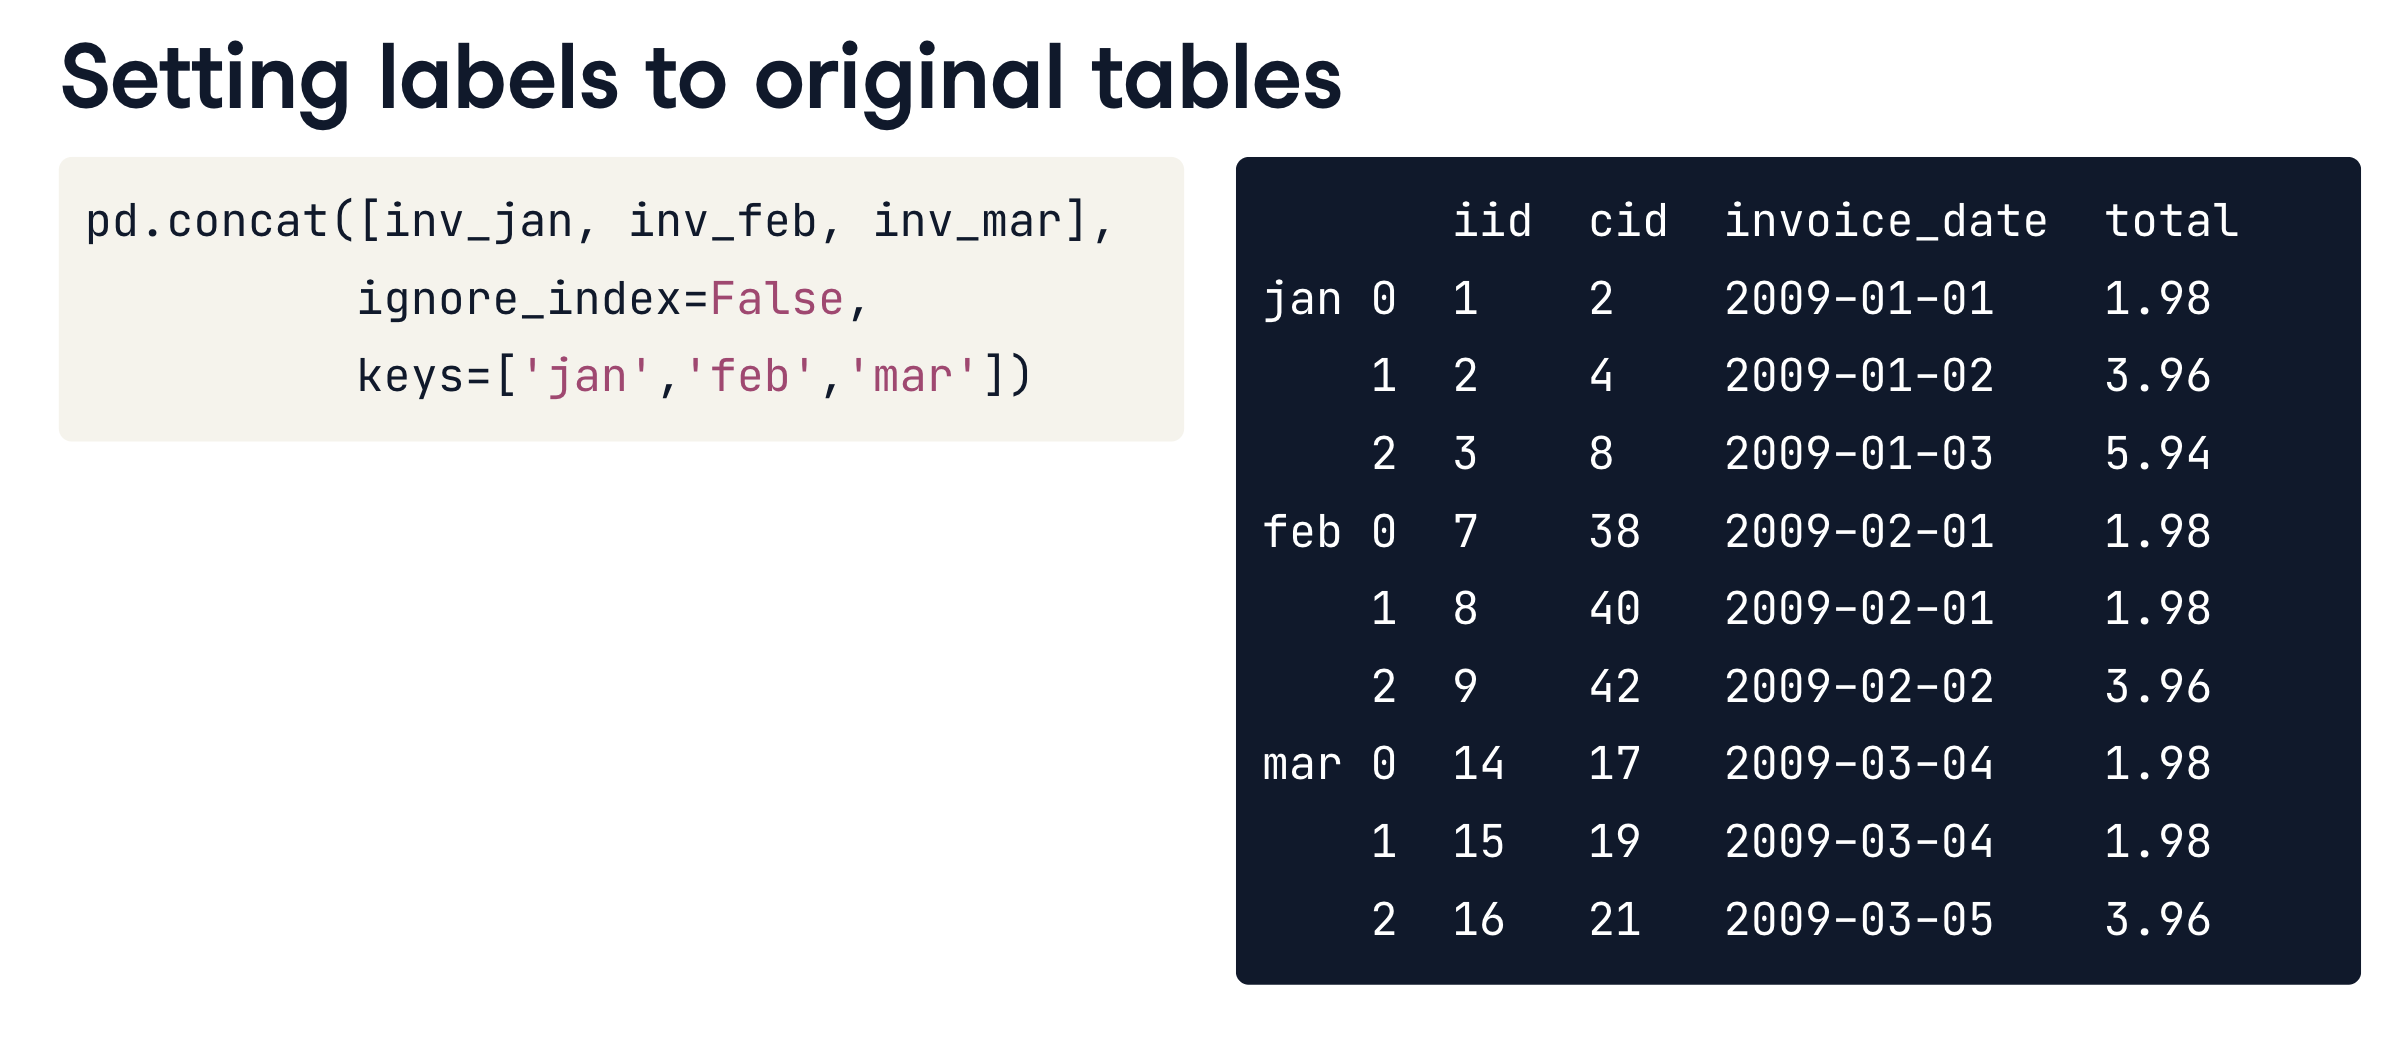 Setting labels to original tables
pd.concat([inv_jan, inv_feb, inv_mar],
ignore_index=False,
keys=['jan','feb','mar'])
iid cid invoice_date total
jan 0 1 2 2009-01-01 1.98
1 2 4 2009-01-02 3.96
2 3 8 2009-01-03 5.94
feb 0 7 38 2009-02-01 1.98
1 8 40 2009-02-01 1.98
2 9 42 2009-02-02 3.96
mar 0 14 17 2009-03-04 1.98
1 15 19 2009-03-04 1.98
2 16 21 2009-03-05 3.96